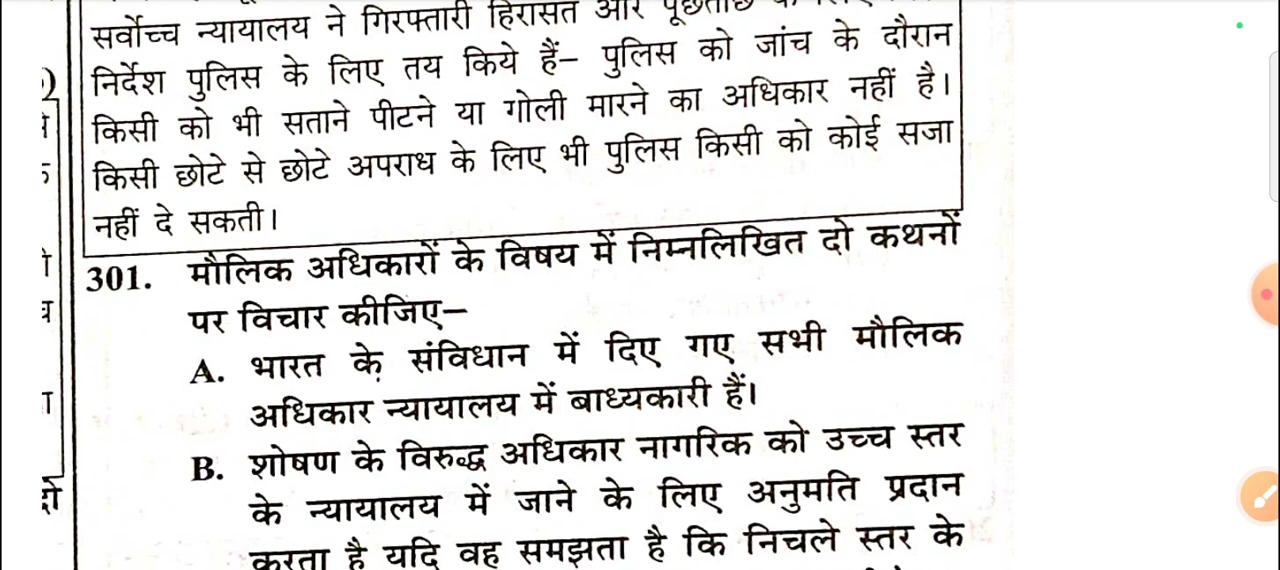 सर्वोच्च न्यायालय ने गिरफ्तारी हिरासत और पूछताछ
निर्देश पुलिस के लिए तय किये हैं– पुलिस को जांच के दौरान
किसी को भी सताने पीटने या गोली मारने का अधिकार नहीं है।
किसी छोटे से छोटे अपराध के लिए भी पुलिस किसी को कोई सजा
नहीं दे सकती।
301. मौलिक अधिकारों के विषय में निम्नलिखित दो कथनों
पर विचार कीजिए–
A. भारत के संविधान में दिए गए सभी मौलिक
अधिकार न्यायालय में बाध्यकारी हैं।
B. शोषण के विरुद्ध अधिकार नागरिक को उच्च स्तर
के न्यायालय में जाने के लिए अनुमति प्रदान
करता है यदि वह समझता है कि निचले स्तर के